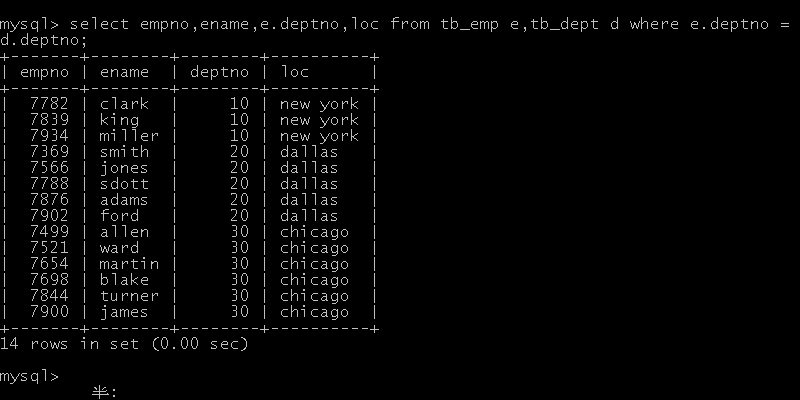 mysql> select empno,ename,e.deptno,loc from tb_emp e,tb_dept d where e.deptno =
d.deptno;
+-------+--------+--------+----------+
| empno | ename  | deptno | loc      |
+-------+--------+--------+----------+
|  7782 | clark  |     10 | new york |
|  7839 | king   |     10 | new york |
|  7934 | miller |     10 | new york |
|  7369 | smith  |     20 | dallas   |
|  7566 | jones  |     20 | dallas   |
|  7788 | sdott  |     20 | dallas   |
|  7876 | adams  |     20 | dallas   |
|  7902 | ford   |     20 | dallas   |
|  7499 | allen  |     30 | chicago  |
|  7521 | ward   |     30 | chicago  |
|  7654 | martin |     30 | chicago  |
|  7698 | blake  |     30 | chicago  |
|  7844 | turner |     30 | chicago  |
|  7900 | james  |     30 | chicago  |
+-------+--------+--------+----------+
14 rows in set (0.00 sec)
mysql>
半: